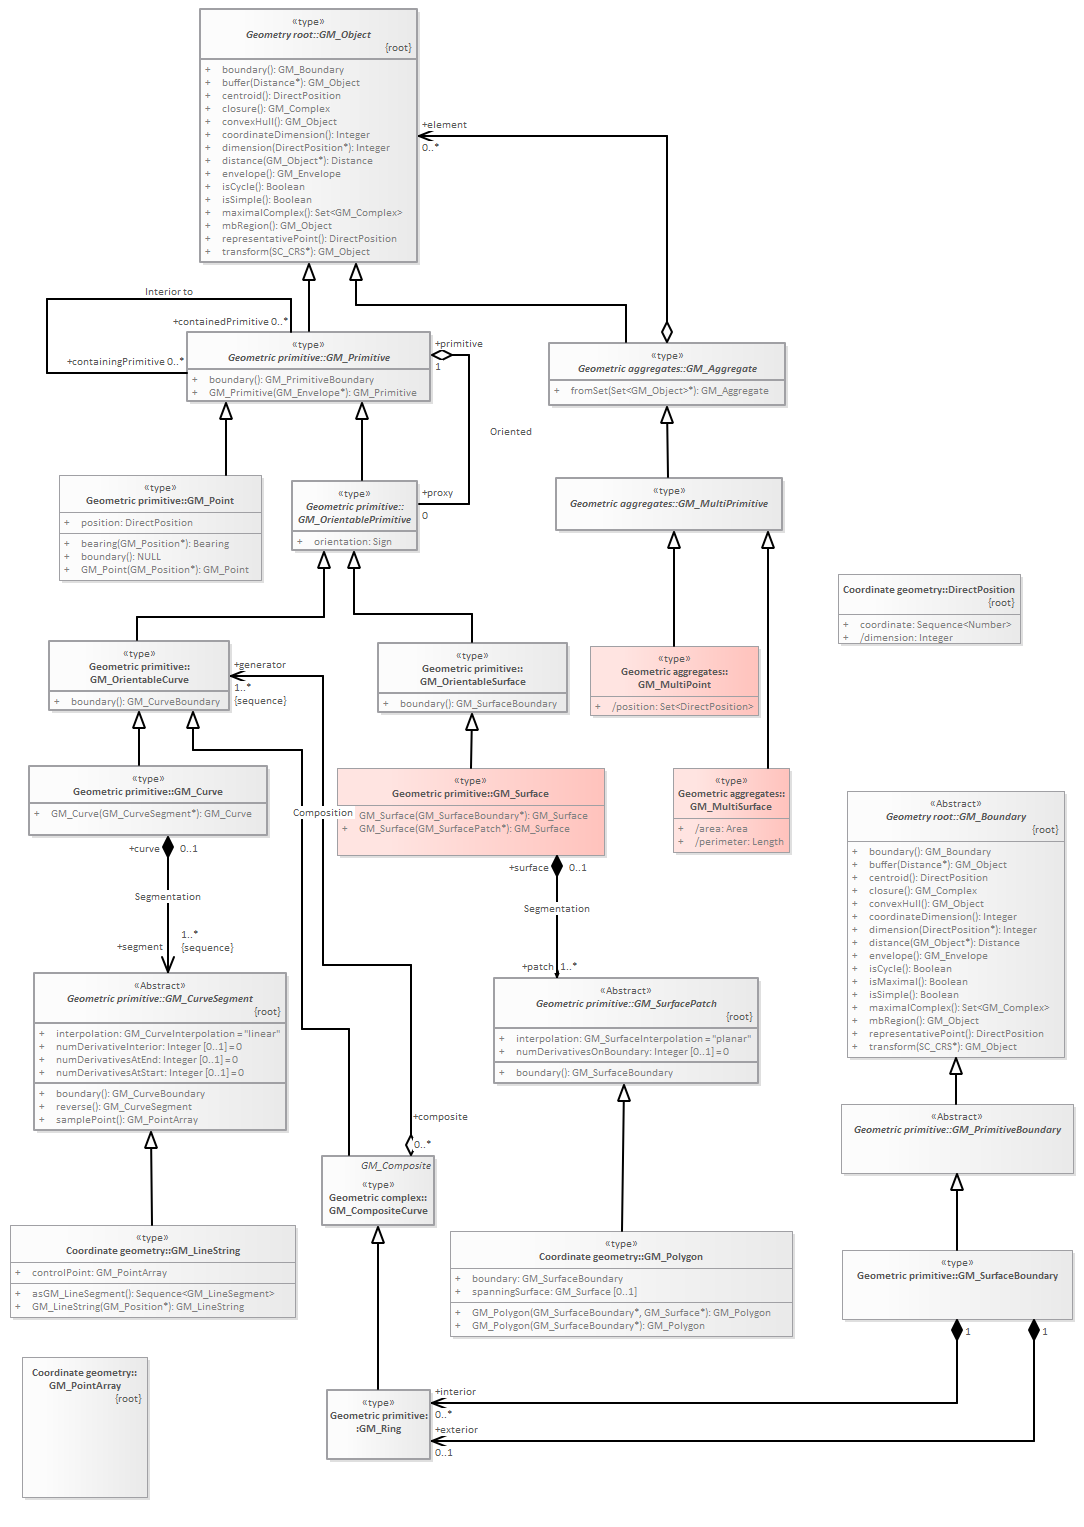 «type»
Geometry root::GM_Object
{root}
+ boundary(): GM_Boundary
+ buffer(Distance*): GM_Object
+ centroid(): DirectPosition
+ closure(): GM_Complex
+ convexHull(): GM_Object
+ coordinateDimension(): Integer
+ dimension(DirectPosition*): Integer
+ distance(GM_Object*): Distance
+ envelope(): GM_Envelope
+ isCycle(): Boolean
+ isSimple(): Boolean
+ maximalComplex(): Set<GM_Complex>
+ mbRegion(): GM_Object
+ representativePoint(): DirectPosition
+ transform(SC_CRS*): GM_Object
+element
0..*
Interior to
+containedPrimitive 0..*
+containingPrimitive 0..*
«type»
Geometric primitive::GM_Primitive
+ boundary(): GM_PrimitiveBoundary
+ GM_Primitive(GM_Envelope*): GM_Primitive
+primitive
1
Oriented
+proxy
0
«type»
Geometric aggregates::GM_Aggregate
+ fromSet(Set<GM_Object>*): GM_Aggregate
«type»
Geometric primitive::GM_Point
+ position: DirectPosition
+ bearing(GM_Position*): Bearing
+ boundary(): NULL
+ GM_Point(GM_Position*): GM_Point
«type»
Geometric primitive::
GM_OrientablePrimitive
+ orientation: Sign
«type»
Geometric aggregates::GM_MultiPrimitive
Coordinate geometry::DirectPosition
{root}
+ coordinate: Sequence<Number>
+ /dimension: Integer
«type»
Geometric primitive::
GM_OrientableCurve
+ boundary(): GM_CurveBoundary
+generator
1..*
{sequence}
«type»
Geometric primitive::
GM_OrientableSurface
+ boundary(): GM_SurfaceBoundary
«type»
Geometric aggregates::
GM_MultiPoint
+ /position: Set<DirectPosition>
«type»
Geometric primitive::GM_Curve
+ GM_Curve(GM_CurveSegment*): GM_Curve
Composition
«type»
Geometric primitive::GM_Surface
GM_Surface(GM_SurfaceBoundary*): GM_Surface
+ GM_Surface(GM_SurfacePatch*): GM_Surface
«type»
Geometric aggregates::
GM_MultiSurface
+ /area: Area
+ /perimeter: Length
«Abstract»
Geometry root::GM_Boundary
{root}
+ boundary(): GM_Boundary
+ buffer(Distance*): GM_Object
+ centroid(): DirectPosition
+ closure(): GM_Complex
+ convexHull(): GM_Object
+ coordinateDimension(): Integer
+ dimension(DirectPosition*): Integer
+ distance(GM_Object*): Distance
+ envelope(): GM_Envelope
+ isCycle(): Boolean
+ isMaximal(): Boolean
+ isSimple(): Boolean
+ maximalComplex(): Set<GM_Complex>
+ mbRegion(): GM_Object
+ representativePoint(): DirectPosition
+ transform(SC_CRS*): GM_Object
+curve 0..1
Segmentation
1..*
+segment {sequence}
+surface 0..1
Segmentation
+patch 1..*
«Abstract»
Geometric primitive::GM_CurveSegment
{root}
+ interpolation: GM_CurveInterpolation = "linear"
+ numDerivativeInterior: Integer [0..1] = 0
+ numDerivativesAtEnd: Integer [0..1] = 0
+ numDerivativesAtStart: Integer [0..1] = 0
+ boundary(): GM_CurveBoundary
+ reverse(): GM_CurveSegment
+ samplePoint(): GM_PointArray
«Abstract»
Geometric primitive::GM_SurfacePatch
{root}
+ interpolation: GM_SurfaceInterpolation = "planar"
+ numDerivativesOnBoundary: Integer [0..1] = 0
+ boundary(): GM_SurfaceBoundary
«Abstract»
Geometric primitive::GM_PrimitiveBoundary
+composite
0..*
GM_Composite
«type»
Geometric complex::
GM_CompositeCurve
«type»
Coordinate geometry::GM_LineString
+ controlPoint: GM_PointArray
+ asGM_LineSegment(): Sequence<GM_LineSegment>
+ GM_LineString(GM_Position*): GM_LineString
«type»
Coordinate geometry::GM_Polygon
+ boundary: GM_SurfaceBoundary
+ spanningSurface: GM_Surface [0..1]
+ GM_Polygon(GM_SurfaceBoundary*, GM_Surface*): GM_Polygon
+ GM_Polygon(GM_SurfaceBoundary*): GM_Polygon
«type»
Geometric primitive::GM_SurfaceBoundary
1
1
Coordinate geometry::
GM_PointArray
{root}
«type»
Geometric primitive:
:GM_Ring
+interior
0..*
+exterior
0..1